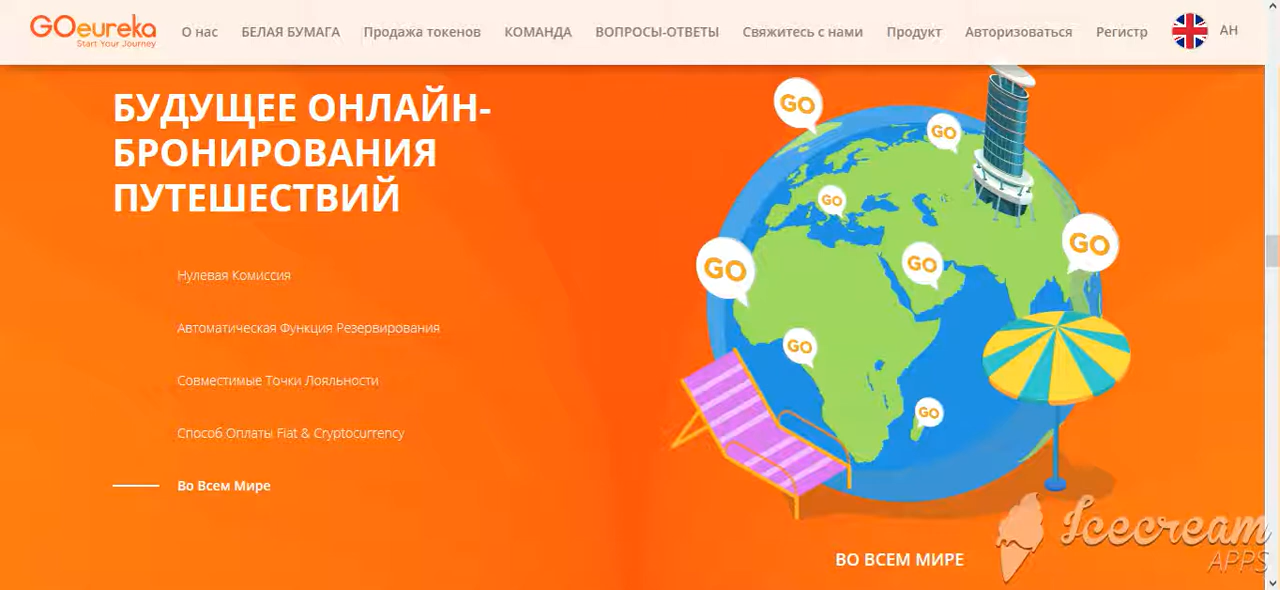 GOeureka
Start Your Journey
О нас
БЕЛАЯ БУМАГА
Продажа токенов
КОМАНДА
ВОПРОСЫ-ОТВЕТЫ
Свяжитесь с нами
Продукт
Авторизоваться
Регистр
АН
БУДУЩЕЕ ОНЛАЙН-
БРОНИРОВАНИЯ
ПУТЕШЕСТВИЙ
Нулевая Комиссия
Автоматическая Функция Резервирования
Совместимые Точки Лояльности
Способ Оплаты Fiat & Cryptocurrency
Во Всем Мире
GO
GO
GO
GO
GO
GO
GO
GO
ВО ВСЕМ МИРЕ
Icecream
APPS